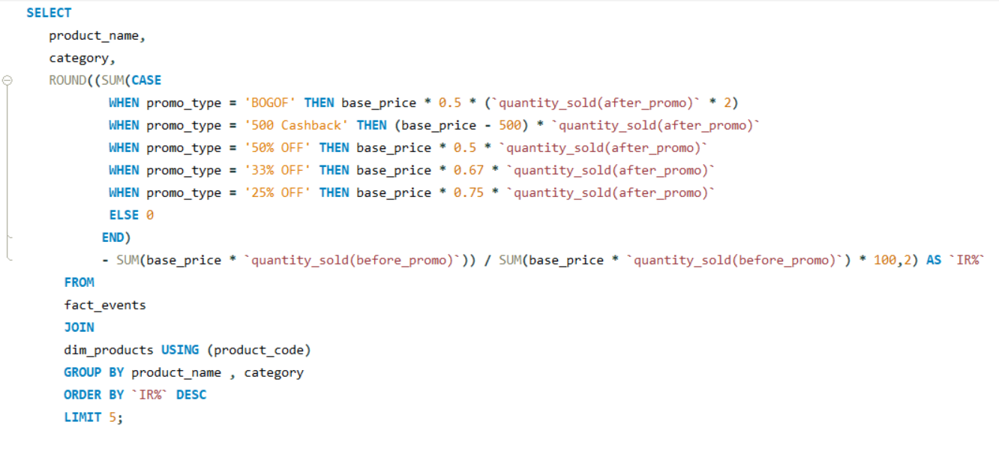 SELECT
product_name,
category,
ROUND((SUM(CASE
WHEN promo_type = 'BOGOF' THEN base_price * 0.5 * (`quantity_sold(after_promo)` * 2)
WHEN promo_type = '500 Cashback' THEN (base_price - 500) * `quantity_sold(after_promo)`
WHEN promo_type = '50% OFF' THEN base_price * 0.5 * `quantity_sold(after_promo)`
WHEN promo_type = '33% OFF' THEN base_price * 0.67 * `quantity_sold(after_promo)`
WHEN promo_type = '25% OFF' THEN base_price * 0.75 * `quantity_sold(after_promo)`
ELSE 0
END)
- SUM(base_price * `quantity_sold(before_promo)`)) / SUM(base_price * `quantity_sold(before_promo)`) * 100,2) AS `IR%`
FROM
fact_events
JOIN
dim_products USING (product_code)
GROUP BY product_name , category
ORDER BY `IR%` DESC
LIMIT 5;